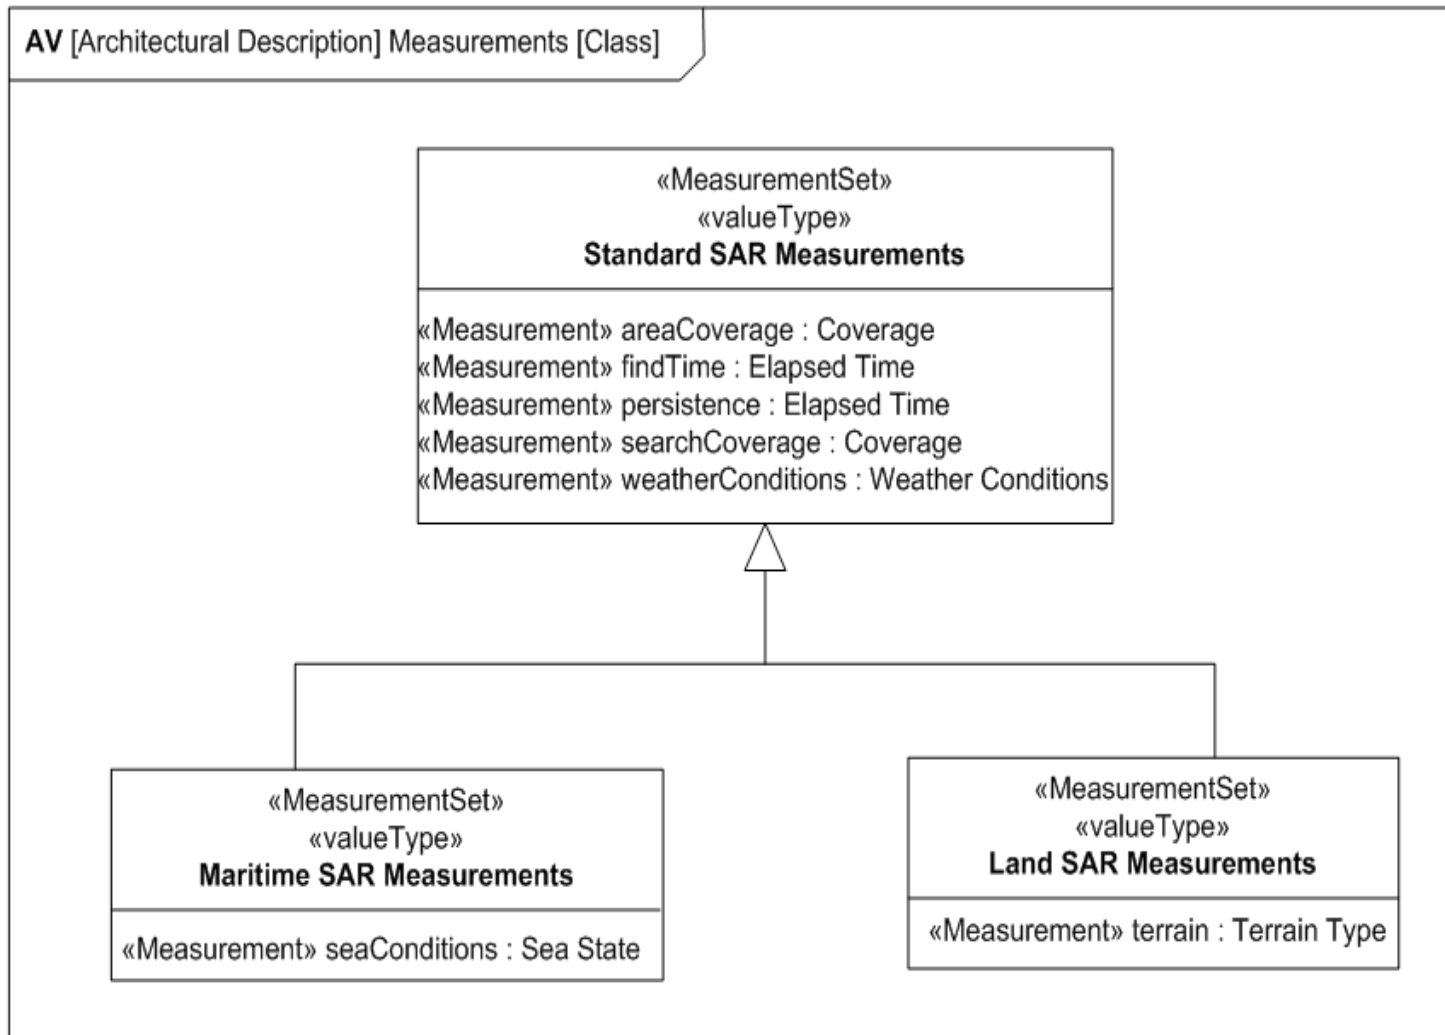 AV [Architectural Description] Measurements [Class]
«MeasurementSet»
«valueType»
Standard SAR Measurements
«Measurement» areaCoverage : Coverage
«Measurement» findTime : Elapsed Time
«Measurement» persistence : Elapsed Time
«Measurement» searchCoverage : Coverage
«Measurement» weatherConditions : Weather Conditions
«MeasurementSet»
«valueType»
Maritime SAR Measurements
«Measurement» seaConditions : Sea State
«MeasurementSet»
«valueType»
Land SAR Measurements
«Measurement» terrain : Terrain Type